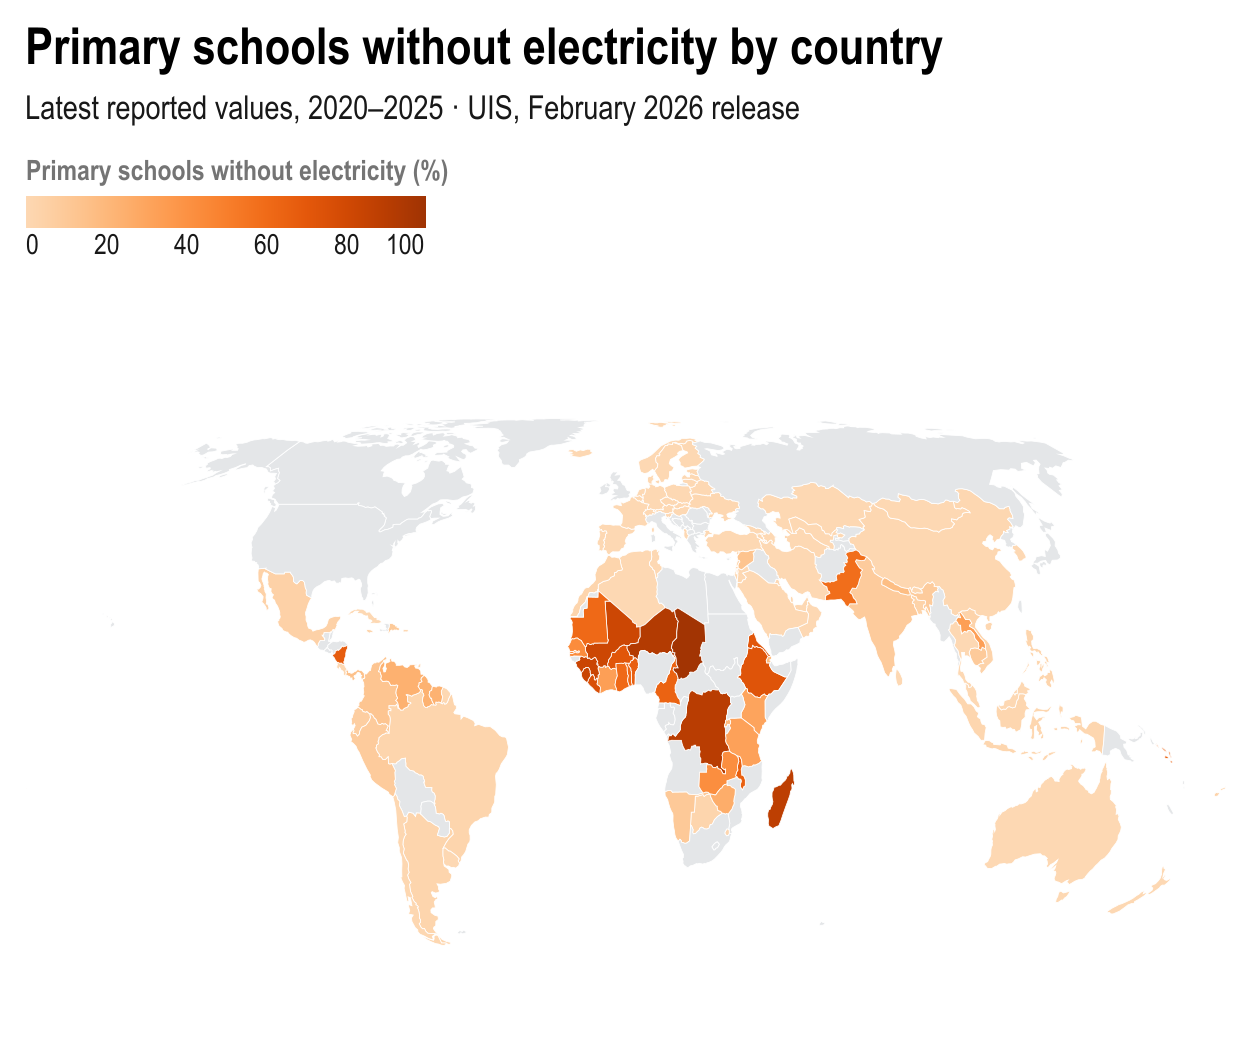 Primary schools without electricity by country
Latest reported values, 2020–2025 · UIS, February 2026 release
Primary schools without electricity (%)
0 20 40 60 80 100